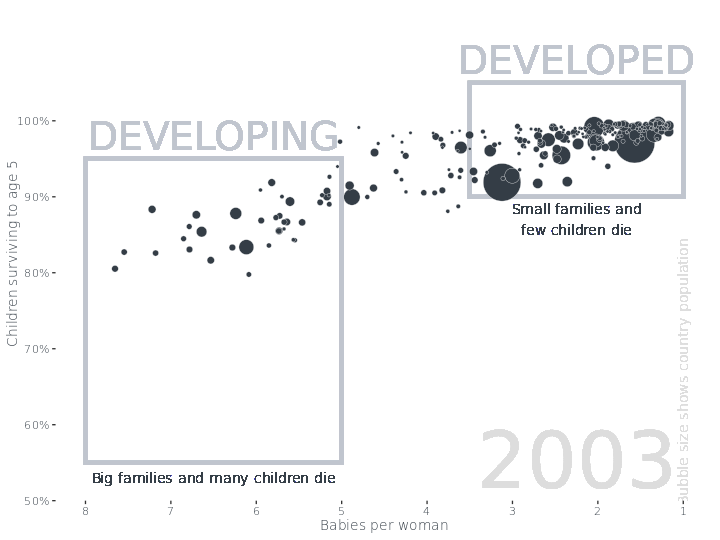 DEVELOPED
DEVELOPING
100%
90%
80%
70%
60%
50%
Children surviving to age 5
Small families and
few children die
Big families and many children die
2003
Bubble size shows country population
8 7 6 5 4 3 2 1
Babies per woman